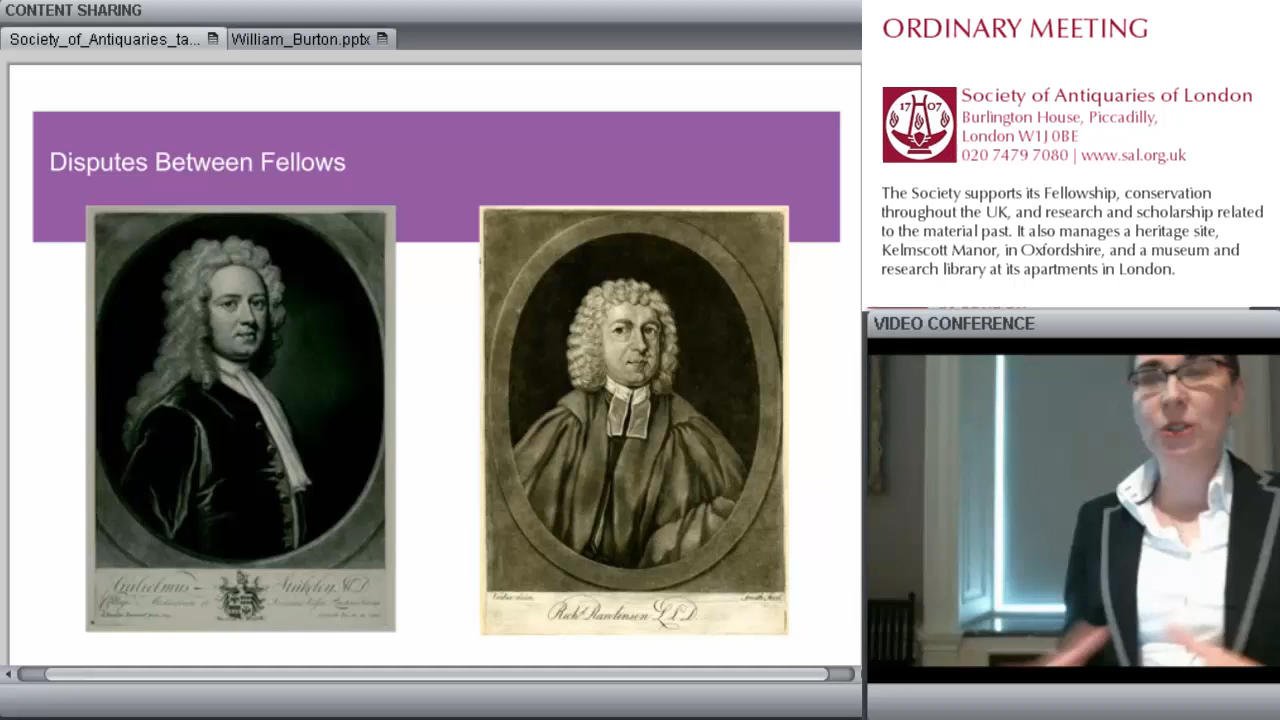 CONTENT SHARING
Society_of_Antiquaries_ta...
William_Burton.pptx
Disputes Between Fellows
Richd. Rawlinson L.L.D.
ORDINARY MEETING
1707
Society of Antiquaries of London
Burlington House, Piccadilly,
London W1J 0BE
020 7479 7080 | www.sal.org.uk
The Society supports its Fellowship, conservation
throughout the UK, and research and scholarship related
to the material past. It also manages a heritage site,
Kelmscott Manor, in Oxfordshire, and a museum and
research library at its apartments in London.
VIDEO CONFERENCE